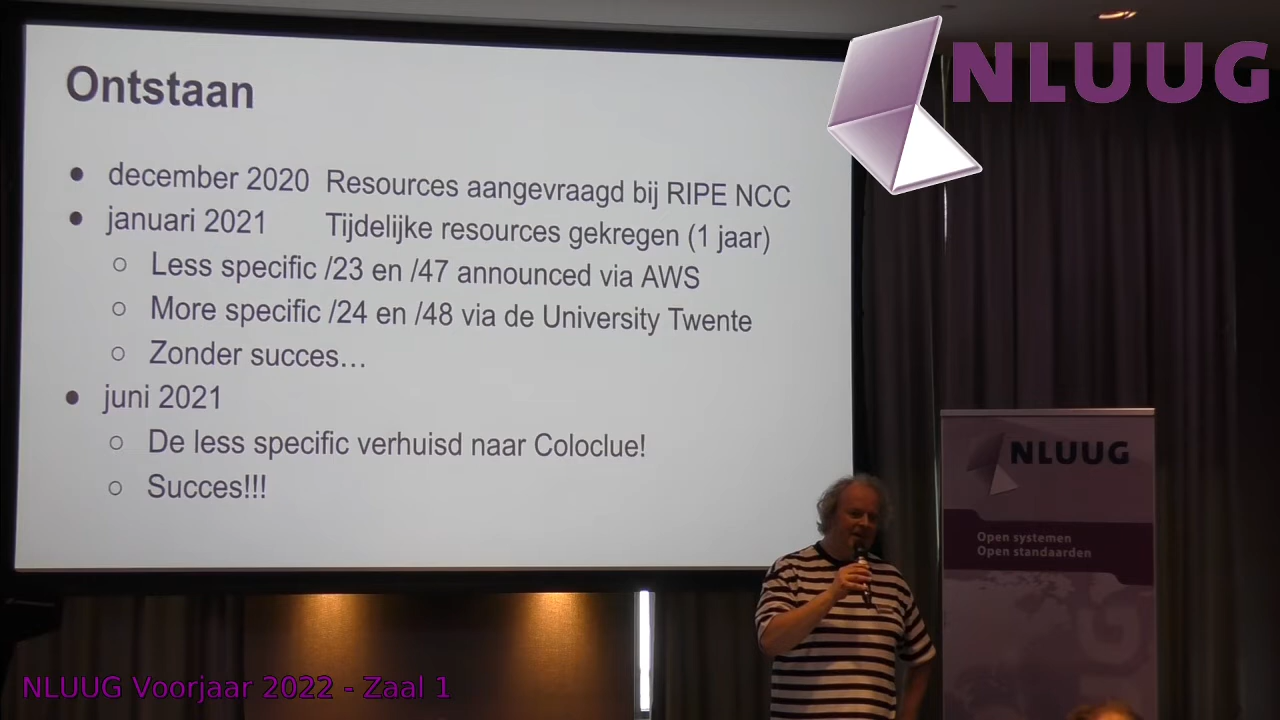 Ontstaan
december 2020 Resources aangevraagd bij RIPE NCC
januari 2021 Tijdelijke resources gekregen (1 jaar)
Less specific /23 en /47 announced via AWS
More specific /24 en /48 via de University Twente
Zonder succes…
juni 2021
De less specific verhuisd naar Coloclue!
Succes!!!
NLUUG
NLUUG
Open systemen
Open standaarden
NLUUG Voorjaar 2022 - Zaal 1